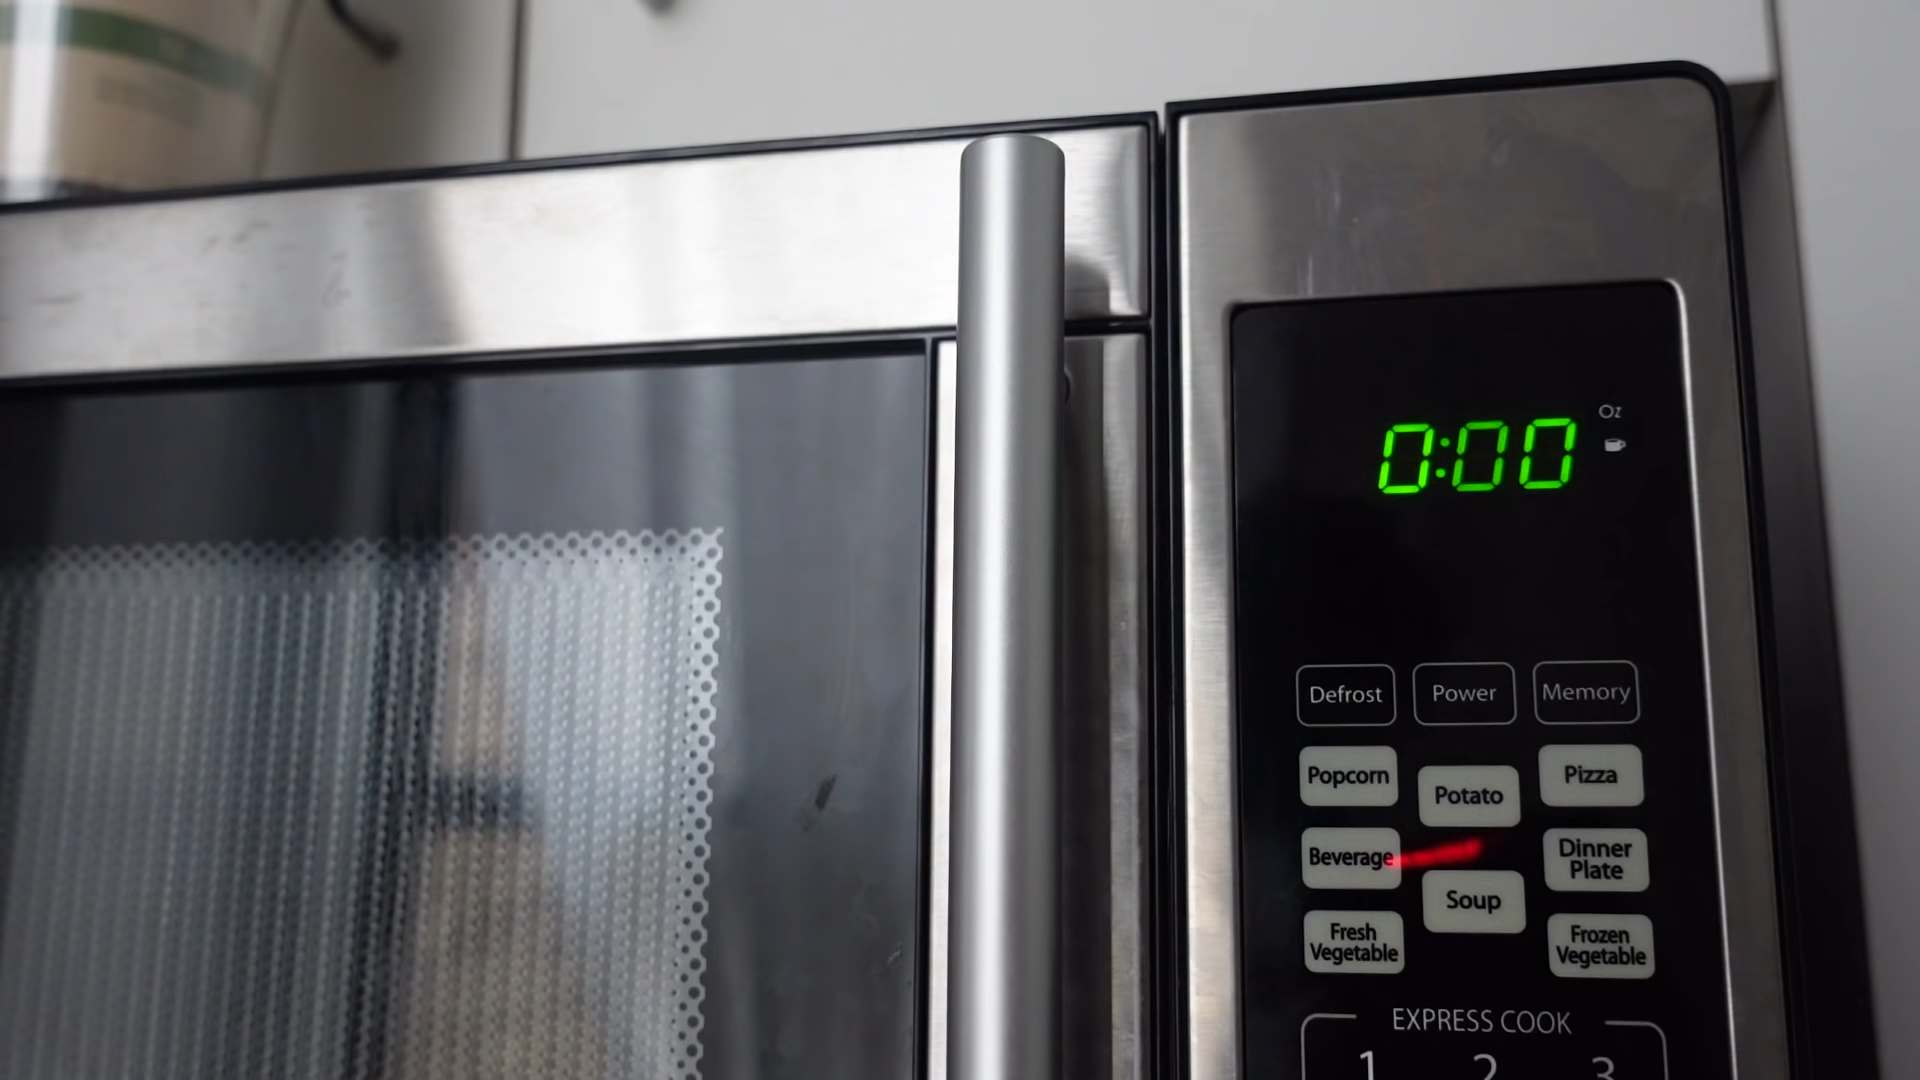 Oz
0:00
Defrost Power Memory
Popcorn Potato Pizza
Beverage Dinner
Plate
Soup
Fresh
Vegetable
Frozen
Vegetable
EXPRESS COOK
1 2 3